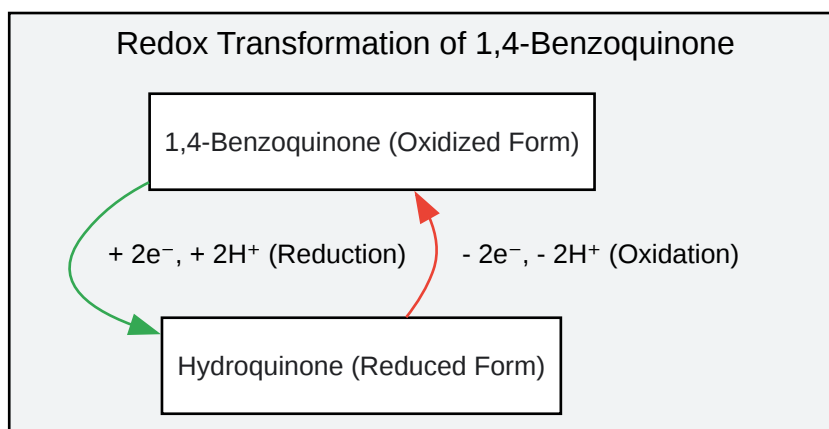 Redox Transformation of 1,4-Benzoquinone
1,4-Benzoquinone (Oxidized Form)
+ 2e⁻, + 2H⁺ (Reduction)
- 2e⁻, - 2H⁺ (Oxidation)
Hydroquinone (Reduced Form)